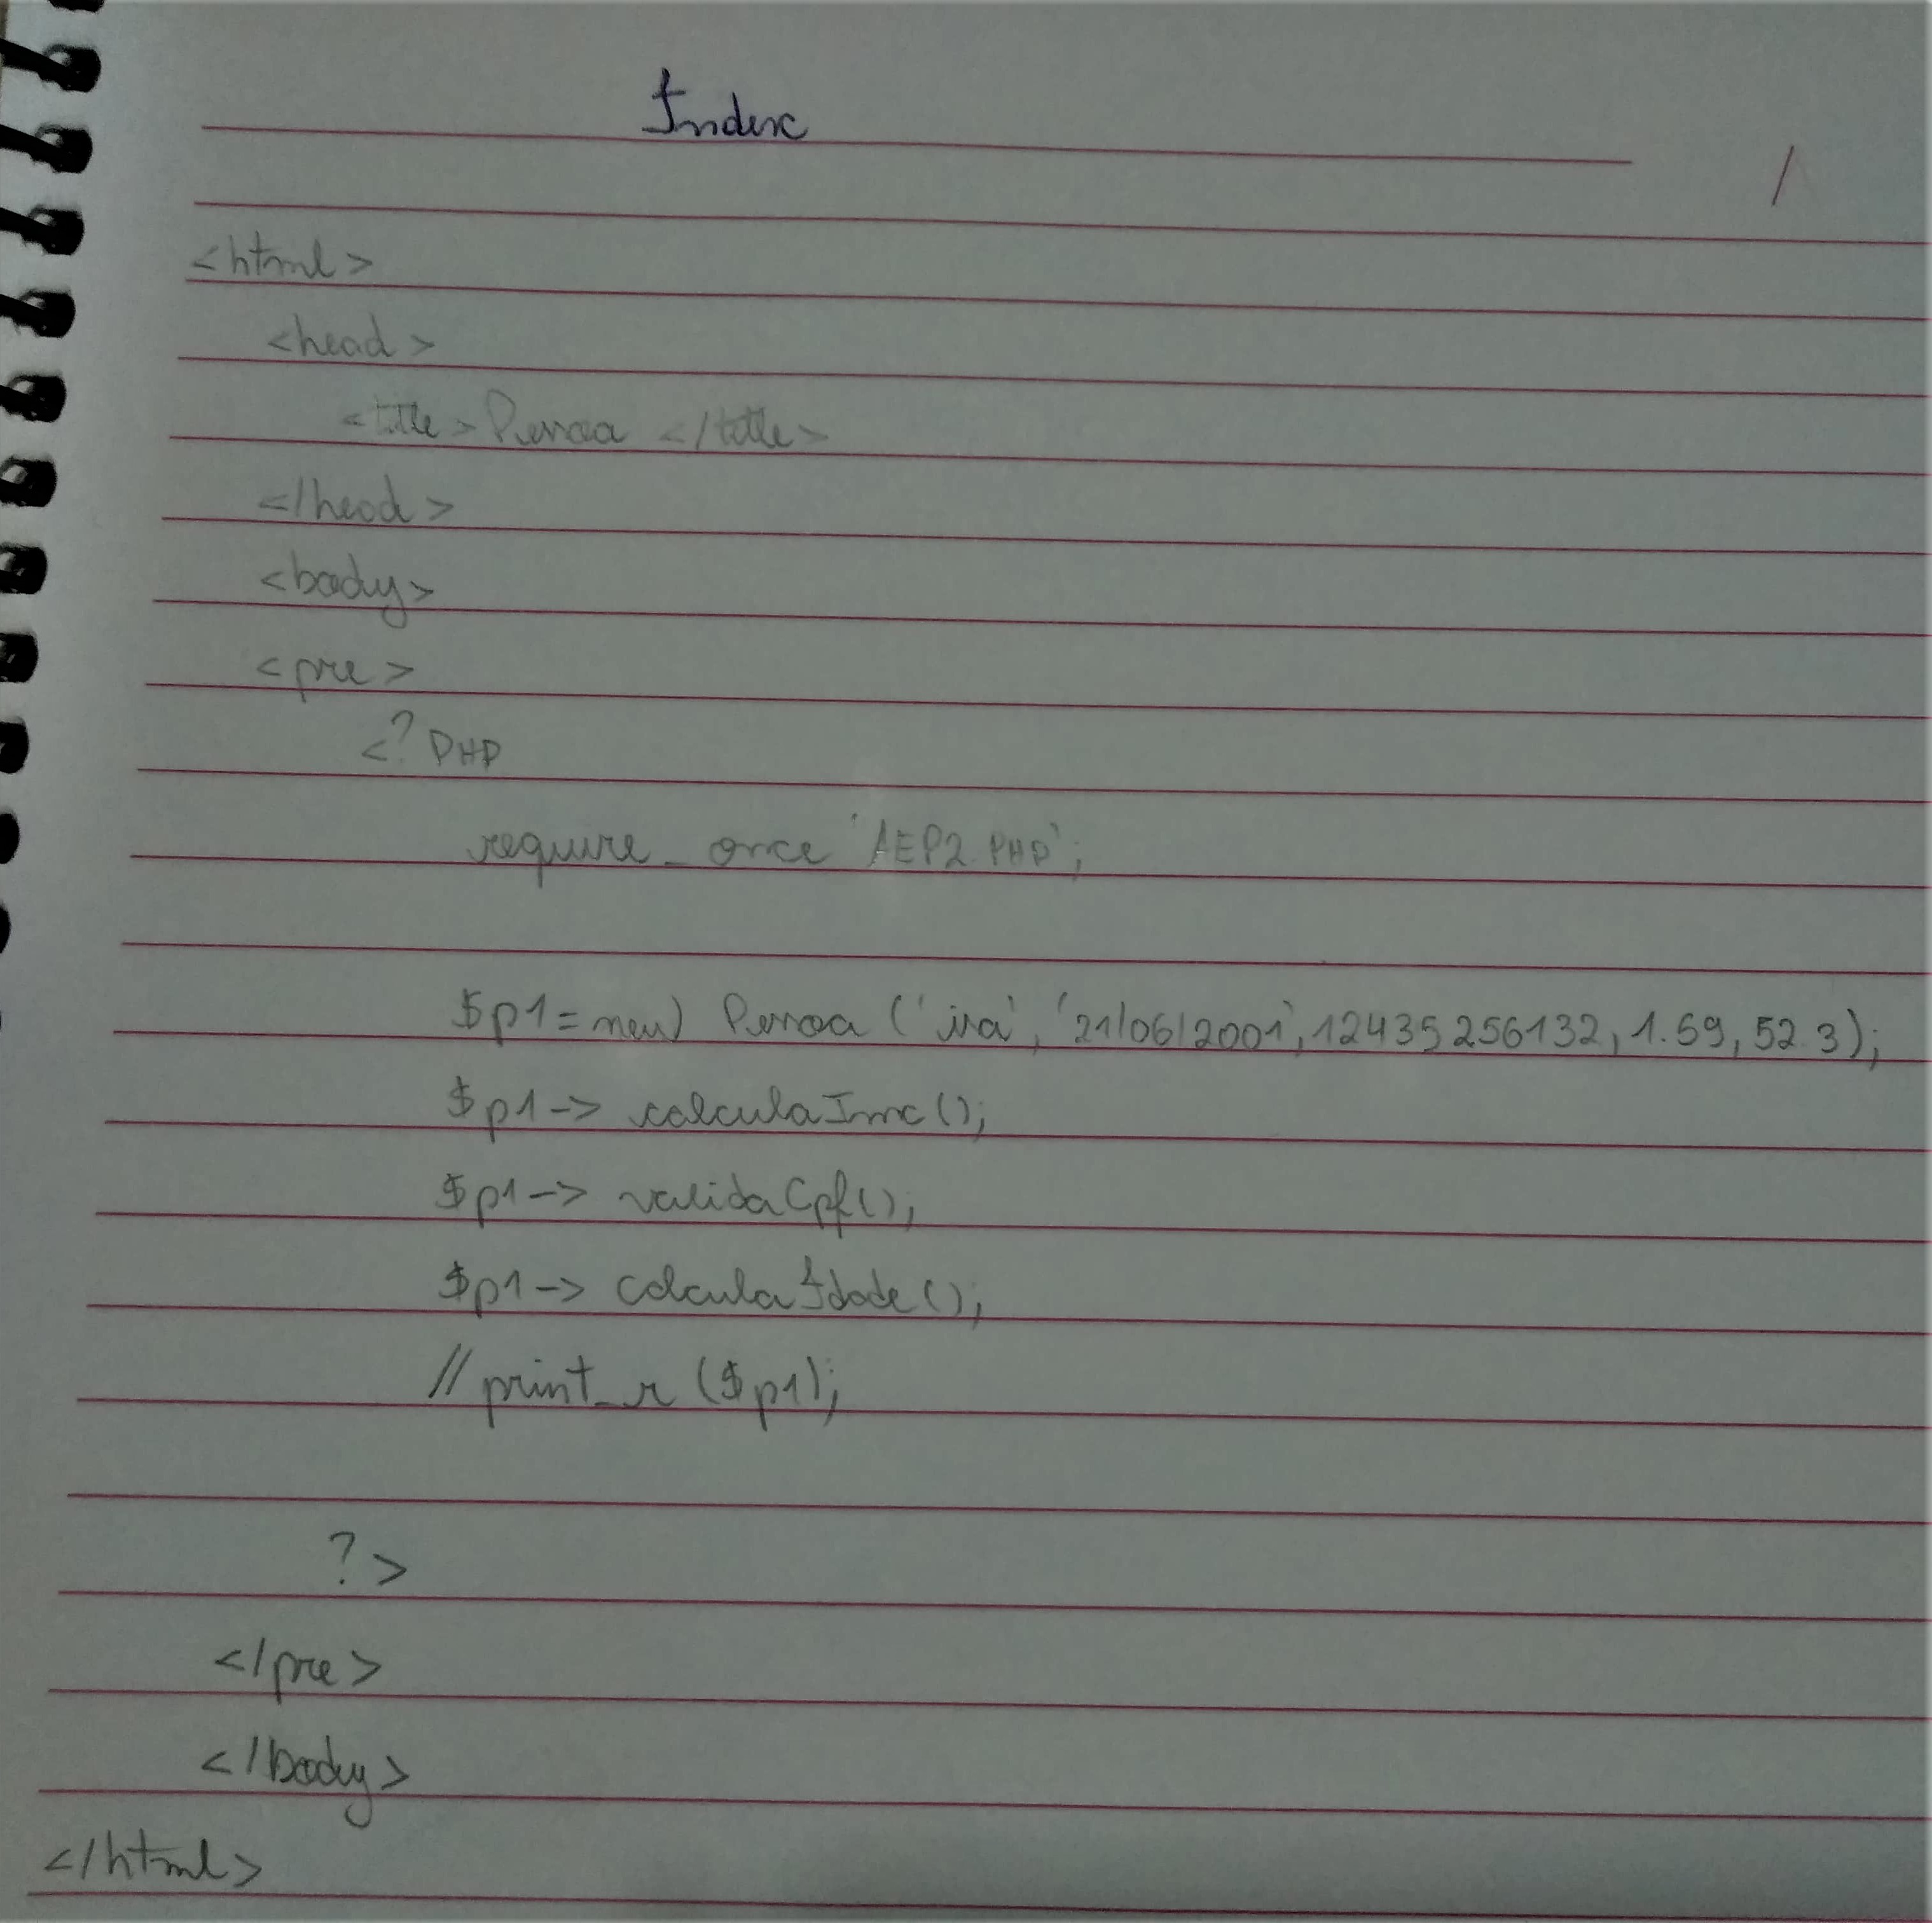 Index
<html>
<head>
<title>Pessoa </title>
</head>
<body>
<pre>
<? PHP
require_once 'AEP2.PHP';
$p1=new Pessoa ('isa', '21/06/2001', 12435256132, 1.59, 52.3);
$p1-> calculaImc();
$p1-> validaCpf();
$p1-> calculaIdade();
// print_r ($p1);
?>
</pre>
</body>
</html>